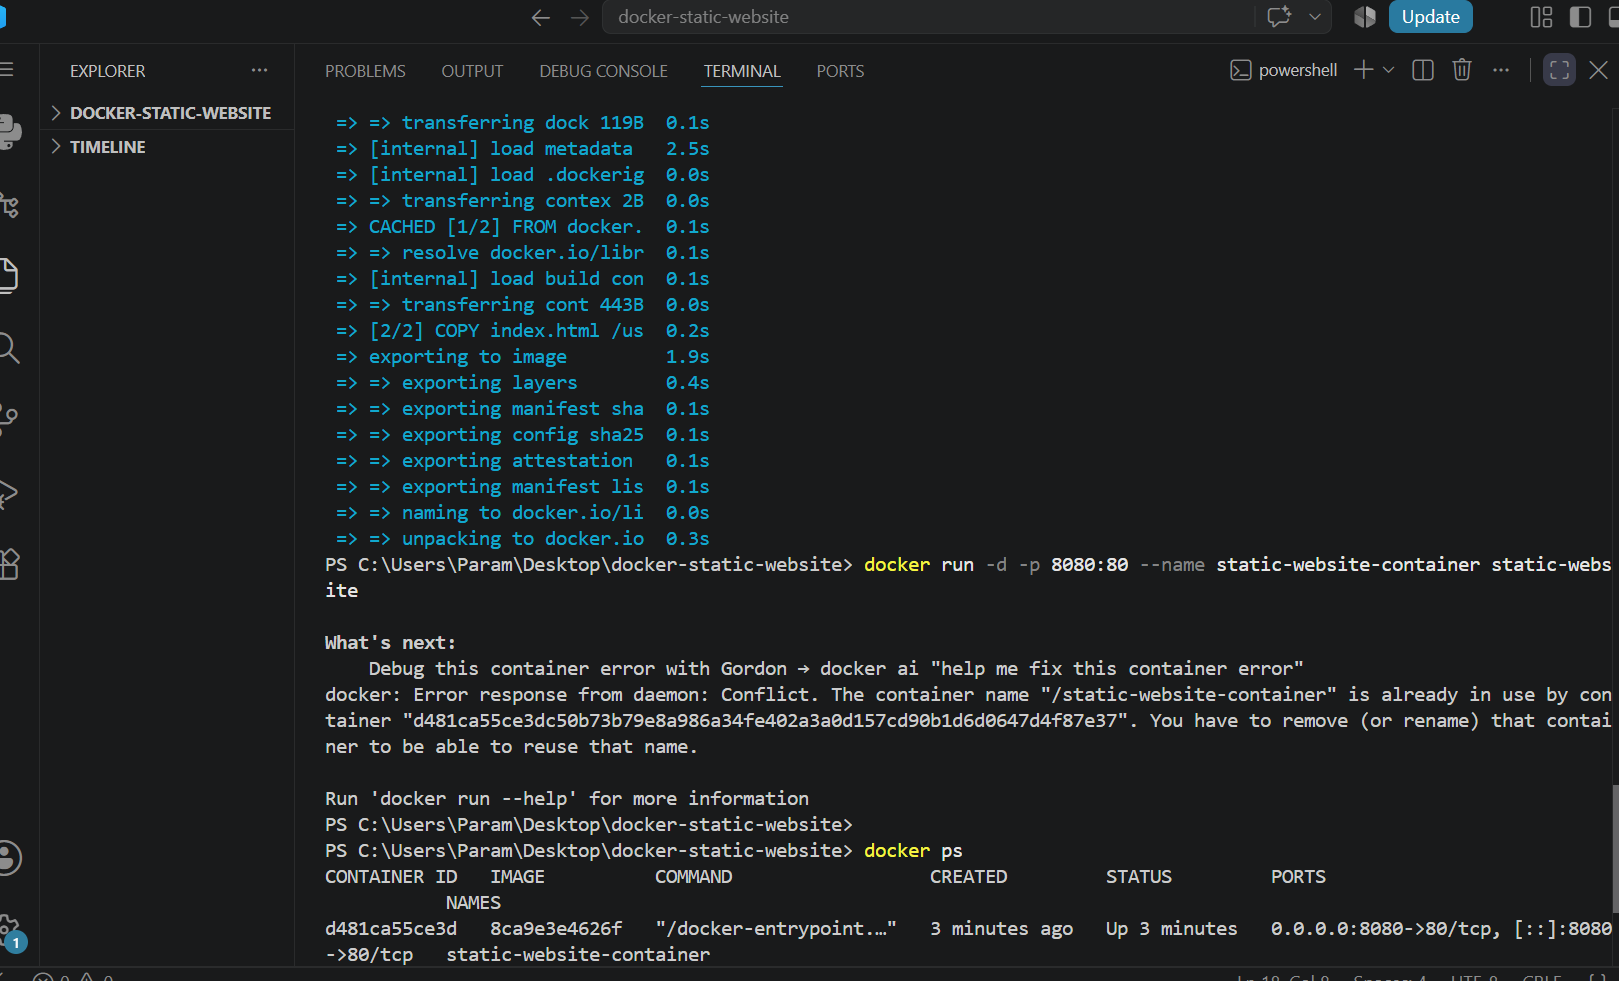 docker-static-website
Update
EXPLORER ...
PROBLEMS OUTPUT DEBUG CONSOLE TERMINAL PORTS
powershell
DOCKER-STATIC-WEBSITE
TIMELINE
=> => transferring dock 119B 0.1s
=> [internal] load metadata 2.5s
=> [internal] load .dockerig 0.0s
=> => transferring contex 2B 0.0s
=> CACHED [1/2] FROM docker. 0.1s
=> => resolve docker.io/libr 0.1s
=> [internal] load build con 0.1s
=> => transferring cont 443B 0.0s
=> [2/2] COPY index.html /us 0.2s
=> exporting to image 1.9s
=> => exporting layers 0.4s
=> => exporting manifest sha 0.1s
=> => exporting config sha25 0.1s
=> => exporting attestation 0.1s
=> => exporting manifest lis 0.1s
=> => naming to docker.io/li 0.0s
=> => unpacking to docker.io 0.3s
PS C:\Users\Param\Desktop\docker-static-website> docker run -d -p 8080:80 --name static-website-container static-webs
ite
What's next:
Debug this container error with Gordon → docker ai "help me fix this container error"
docker: Error response from daemon: Conflict. The container name "/static-website-container" is already in use by con
tainer "d481ca55ce3dc50b73b79e8a986a34fe402a3a0d157cd90b1d6d0647d4f87e37". You have to remove (or rename) that contai
ner to be able to reuse that name.
Run 'docker run --help' for more information
PS C:\Users\Param\Desktop\docker-static-website>
PS C:\Users\Param\Desktop\docker-static-website> docker ps
CONTAINER ID IMAGE COMMAND CREATED STATUS PORTS
NAMES
d481ca55ce3d 8ca9e3e4626f "/docker-entrypoint.…" 3 minutes ago Up 3 minutes 0.0.0.0:8080->80/tcp, [::]:8080
->80/tcp static-website-container
1